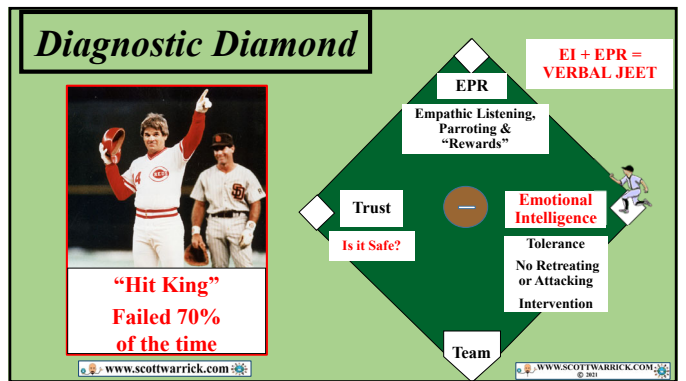 Diagnostic Diamond
EI + EPR =
VERBAL JEET
EPR
Empathic Listening,
Parroting &
“Rewards”
REDS
SD
Trust
Is it Safe?
Emotional
Intelligence
Tolerance
No Retreating
or Attacking
Intervention
“Hit King”
Failed 70%
of the time
Team
www.scottwarrick.com
WWW.SCOTTWARRICK.COM
© 2021